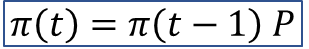 π(t) = π(t − 1) P